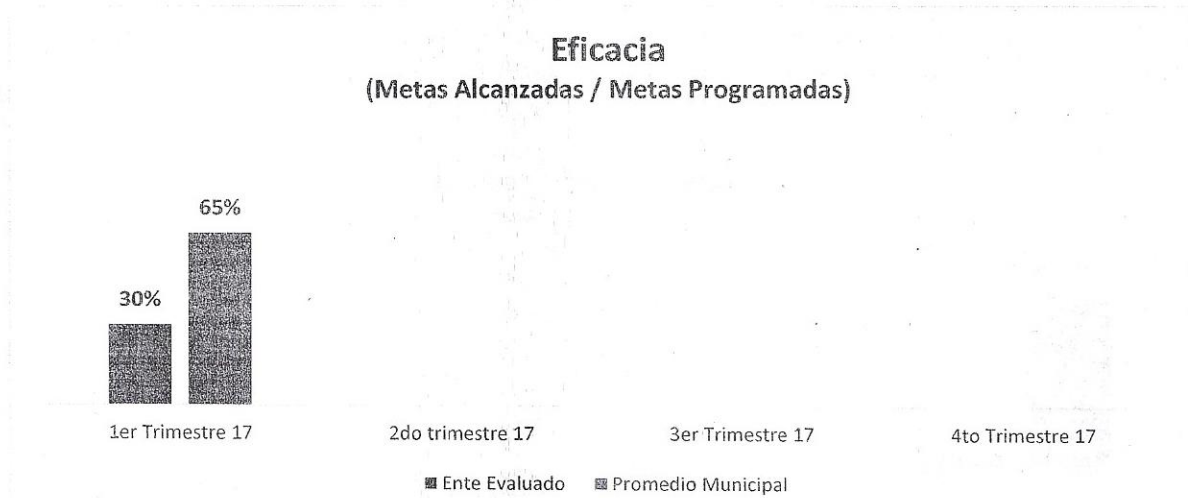 Eficacia
(Metas Alcanzadas / Metas Programadas)
65%
30%
1er Trimestre 17 2do trimestre 17 3er Trimestre 17 4to Trimestre 17
Ente Evaluado Promedio Municipal